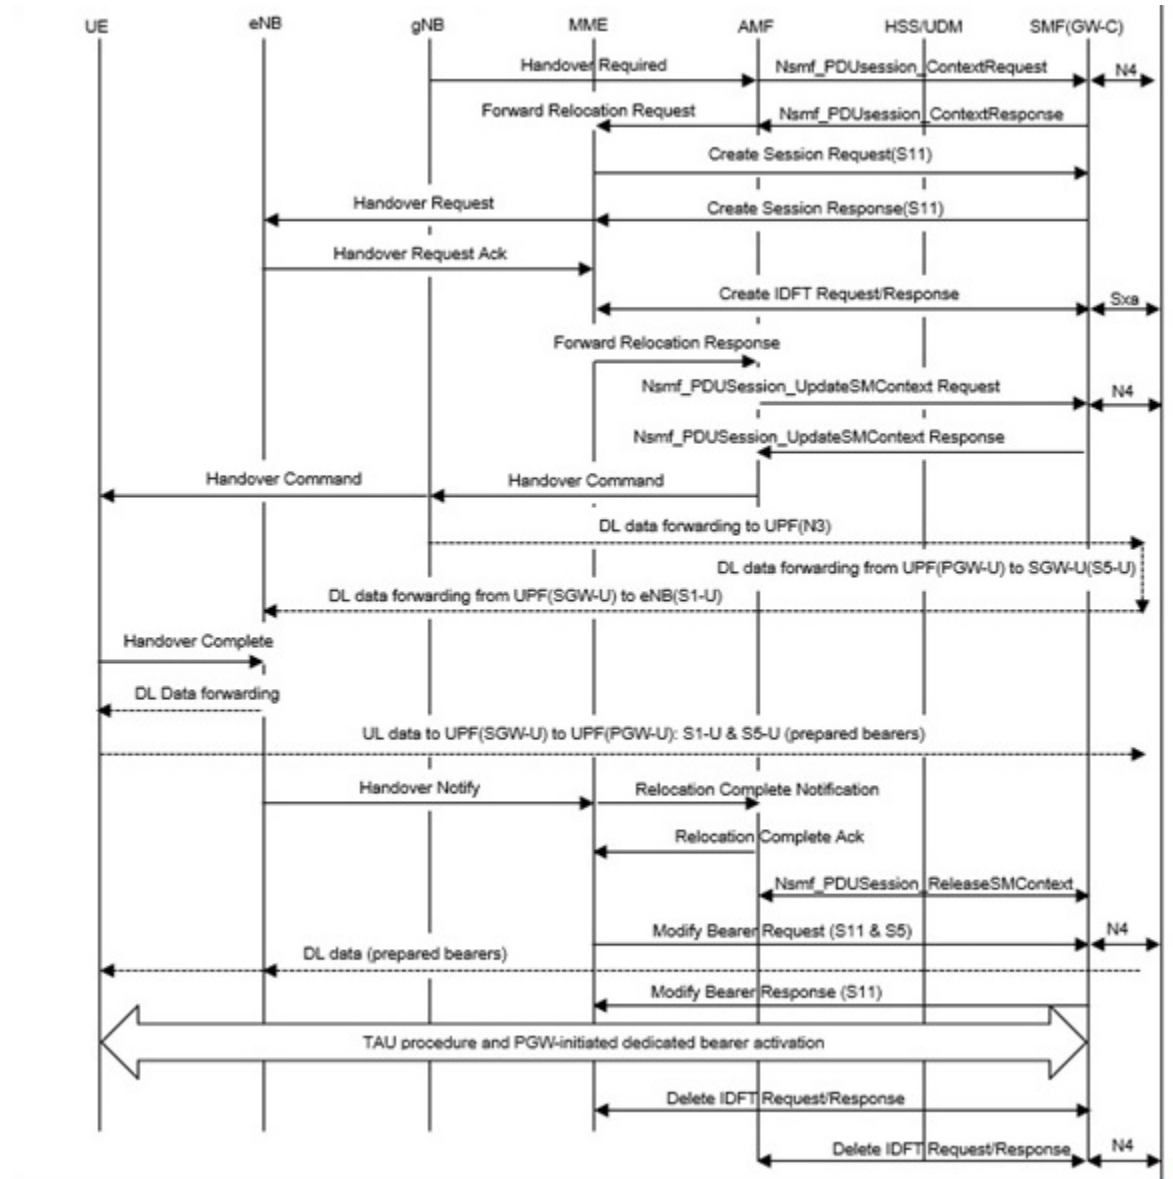 UE eNB gNB MME AMF HSS/UDM SMF(GW-C)
Handover Required Nsmf_PDUsession_ContextRequest N4
Forward Relocation Request Nsmf_PDUsession_ContextResponse
Create Session Request(S11)
Handover Request Create Session Response(S11)
Handover Request Ack
Create IDFT Request/Response Sxa
Forward Relocation Response
Nsmf_PDUSession_UpdateSMContext Request N4
Nsmf_PDUSession_UpdateSMContext Response
Handover Command Handover Command
DL data forwarding to UPF(N3)
DL data forwarding from UPF(PGW-U) to SGW-U(S5-U)
DL data forwarding from UPF(SGW-U) to eNB(S1-U)
Handover Complete
DL Data forwarding
UL data to UPF(SGW-U) to UPF(PGW-U): S1-U & S5-U (prepared bearers)
Handover Notify Relocation Complete Notification
Relocation Complete Ack
Nsmf_PDUSession_ReleaseSMContext
Modify Bearer Request (S11 & S5) N4
DL data (prepared bearers)
Modify Bearer Response (S11)
TAU procedure and PGW-initiated dedicated bearer activation
Delete IDFT Request/Response
Delete IDFT Request/Response N4